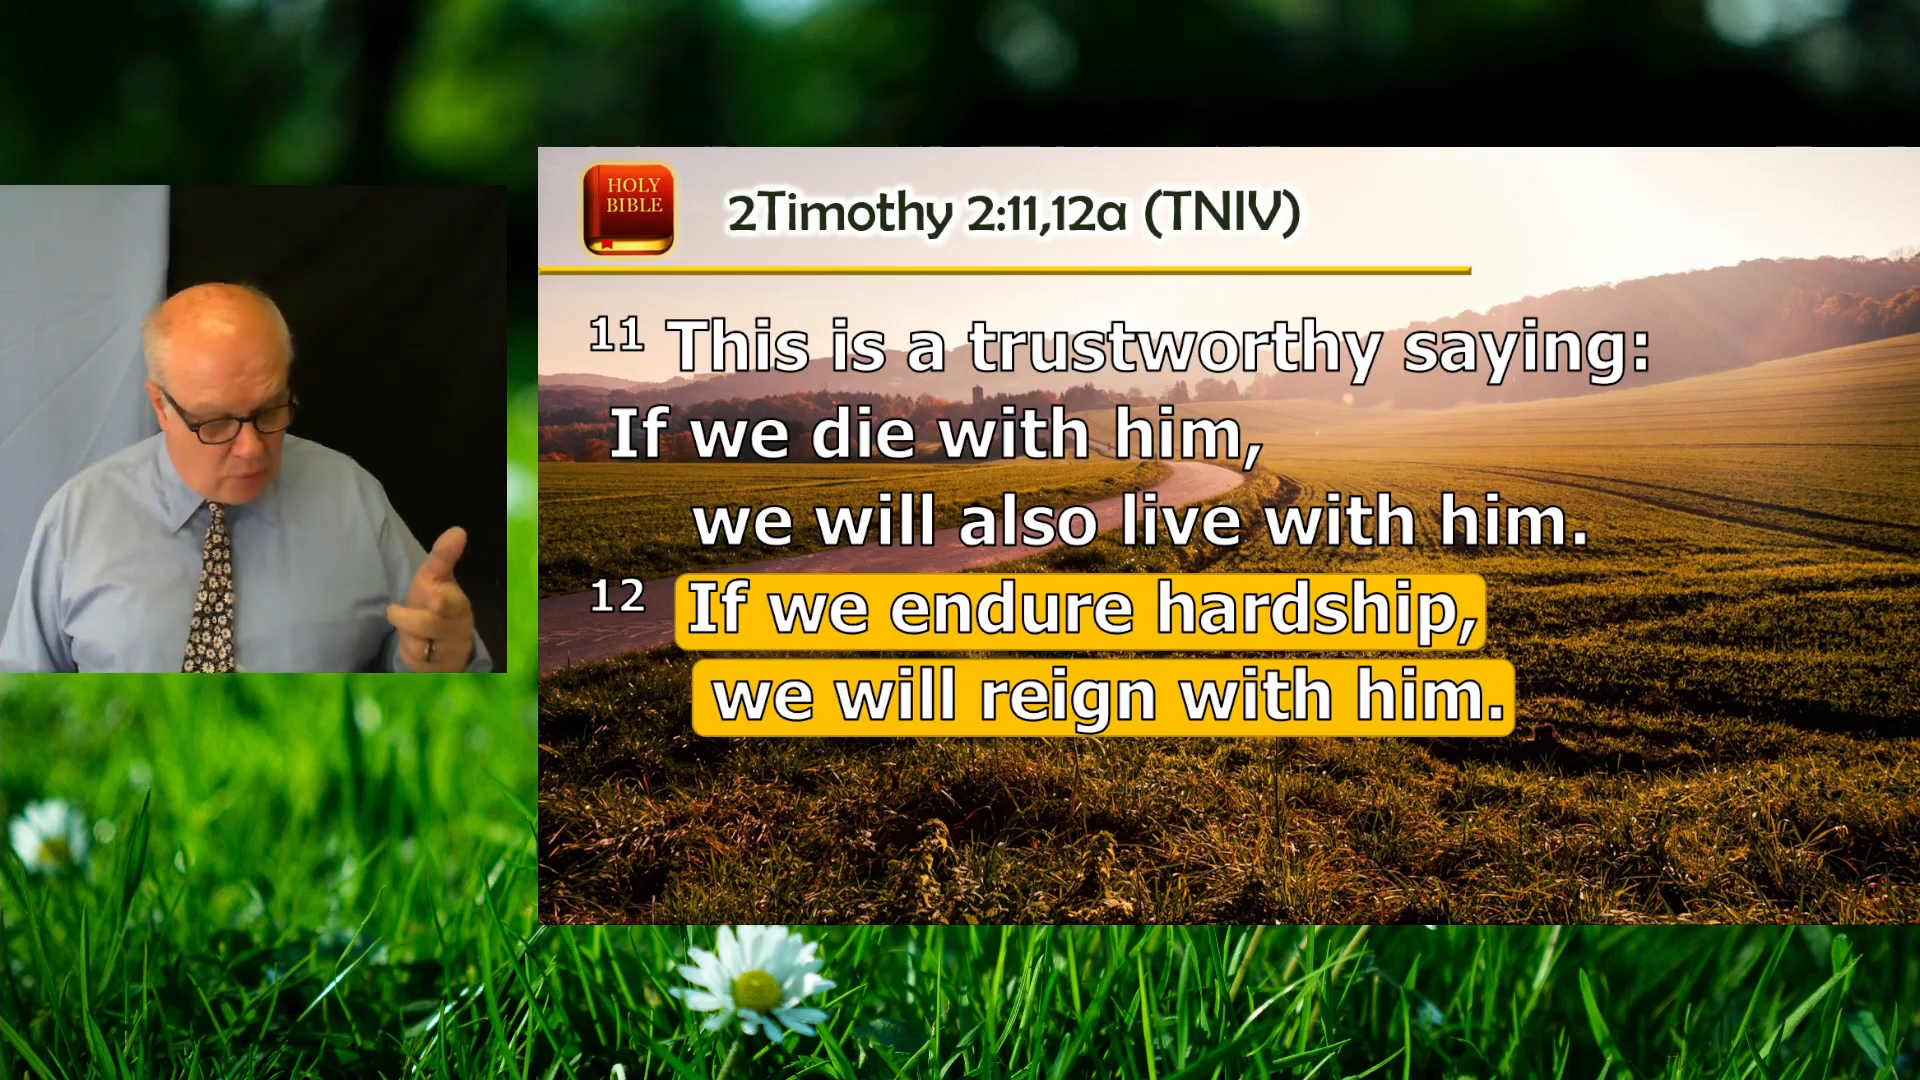 HOLY
BIBLE
2Timothy 2:11,12a (TNIV)
11 This is a trustworthy saying:
If we die with him,
we will also live with him.
12 If we endure hardship,
we will reign with him.